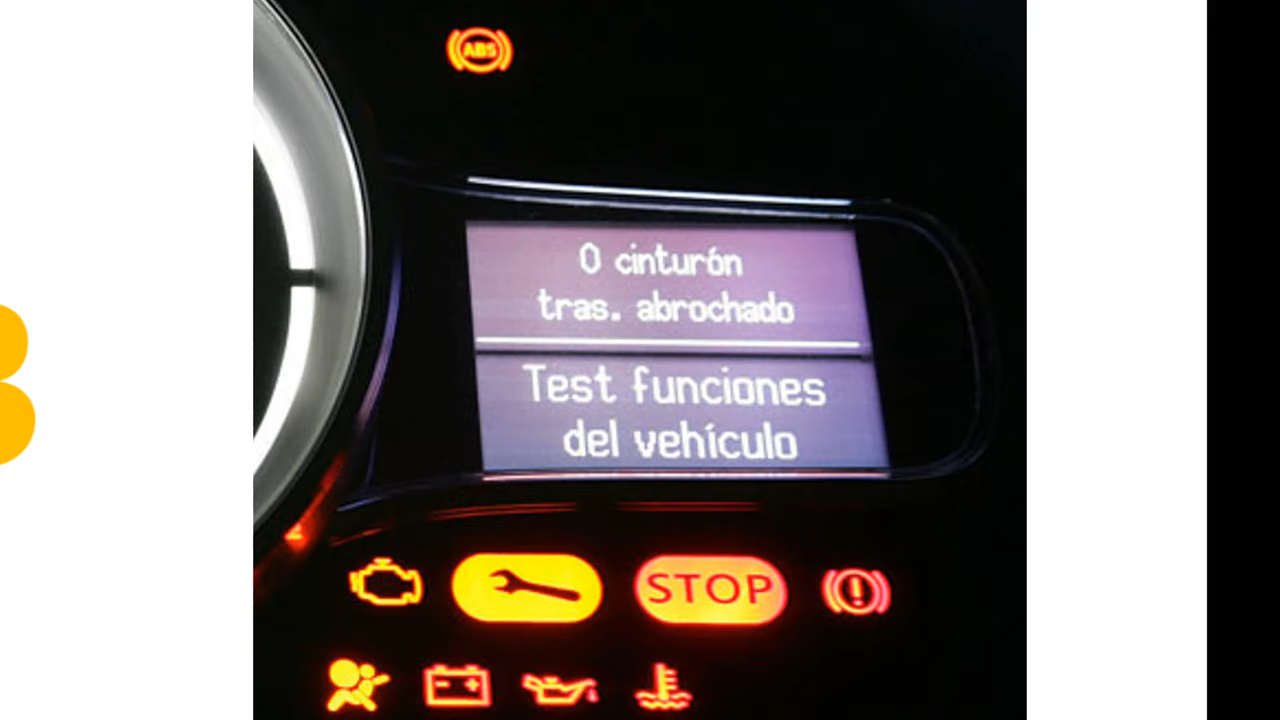 ABS
0 cinturón
tras. abrochado
Test funciones
del vehículo
STOP